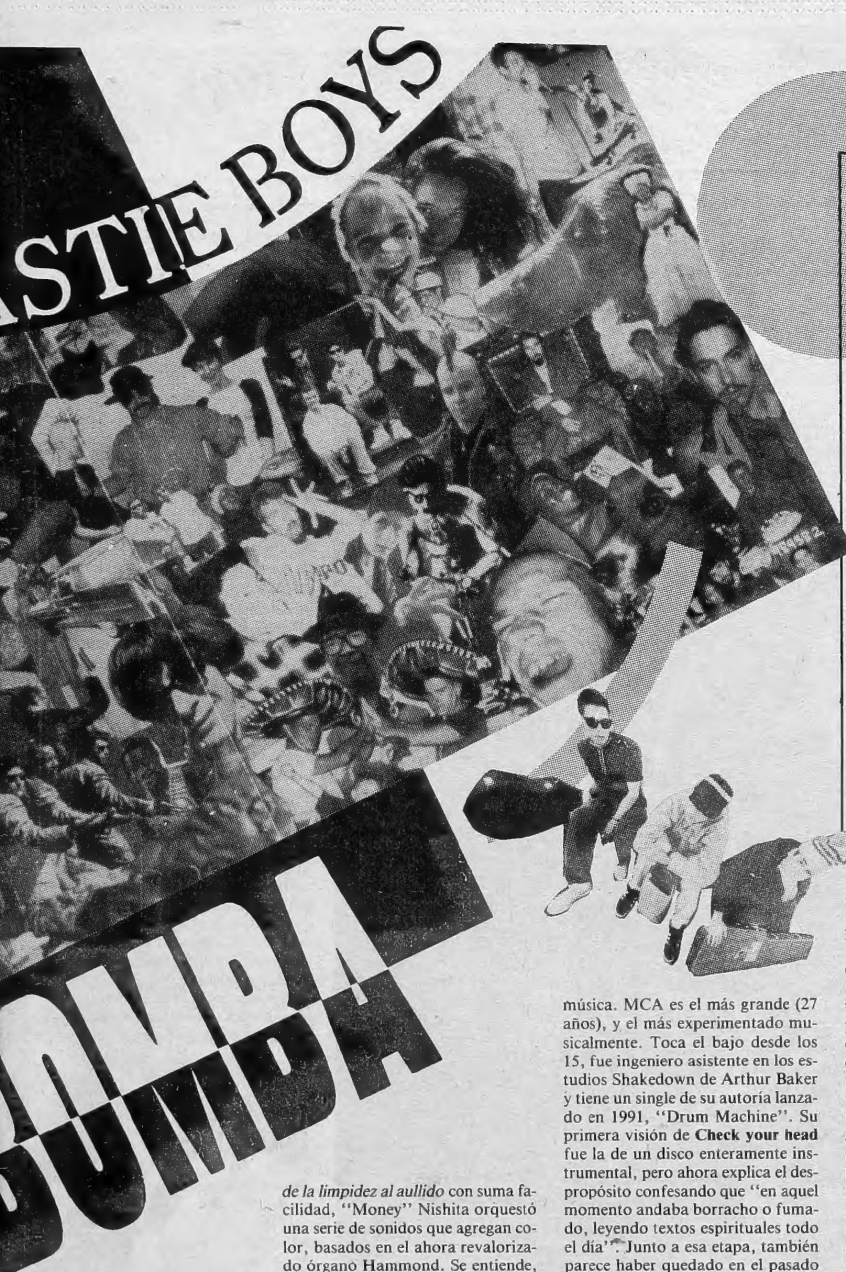 ASTIE BOYS
BOMBA
de la limpidez al aullido con suma fa-
cilidad, "Money" Nishita orquestó
una serie de sonidos que agregan co-
lor, basados en el ahora revaloriza-
do órgano Hammond. Se entiende,
música. MCA es el más grande (27
años), y el más experimentado mu-
sicalmente. Toca el bajo desde los
15, fue ingeniero asistente en los es-
tudios Shakedown de Arthur Baker
y tiene un single de su autoría lanza-
do en 1991, "Drum Machine". Su
primera visión de Check your head
fue la de un disco enteramente ins-
trumental, pero ahora explica el des-
propósito confesando que "en aquel
momento andaba borracho o fuma-
do, leyendo textos espirituales todo
el día". Junto a esa etapa, también
parece haber quedado en el pasado